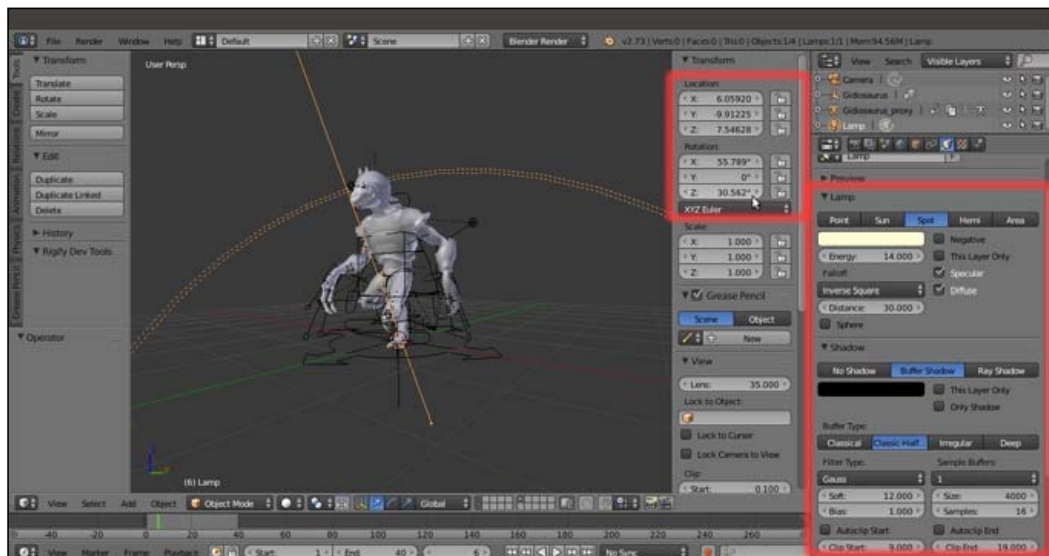 File Render Window Help Default Scene Blender Render v2.73 | Verts:0 | Faces:0 | Tris:0 | Objects:1/4 | Lamps:1/1 | Mem:94.56M | Lamp
Tools
Create
Relations
Animation
Physics
Grease Pencil
Transform
Translate
Rotate
Scale
Mirror
Edit
Duplicate
Duplicate Linked
Delete
History
Rigify Dev Tools
Operator
User Persp
(6) Lamp
Transform
Location:
X: 6.05920
Y: -9.91225
Z: 7.54628
Rotation:
X: 55.789°
Y: 0°
Z: 30.562°
XYZ Euler
Scale:
X: 1.000
Y: 1.000
Z: 1.000
Grease Pencil
Scene Object
New
View
Lens: 35.000
Lock to Object:
Lock to Cursor
Lock Camera to View
Clip:
Start: 0.100
View Search Visible Layers
Camera
Gidiosaurus
Gidiosaurus_proxy
Lamp
Lamp F
Preview
Lamp
Point Sun Spot Hemi Area
Negative
Energy: 14.000 This Layer Only
Falloff: Specular
Inverse Square Diffuse
Distance: 30.000
Sphere
Shadow
No Shadow Buffer Shadow Ray Shadow
This Layer Only
Only Shadow
Buffer Type:
Classical Classic-Half Irregular Deep
Filter Type: Sample Buffers:
Gauss 1
Soft: 12.000 Size: 4000
Bias: 1.000 Samples: 16
Autoclip Start Autoclip End
Clip Start: 9.000 Clip End: 19.000
View Select Add Object Object Mode Global
-40 -20 0 20 40 60 80 100 120 140 160 180 200 220 240 260
View Marker Frame Playback Start: 1 End: 40 6 No Sync